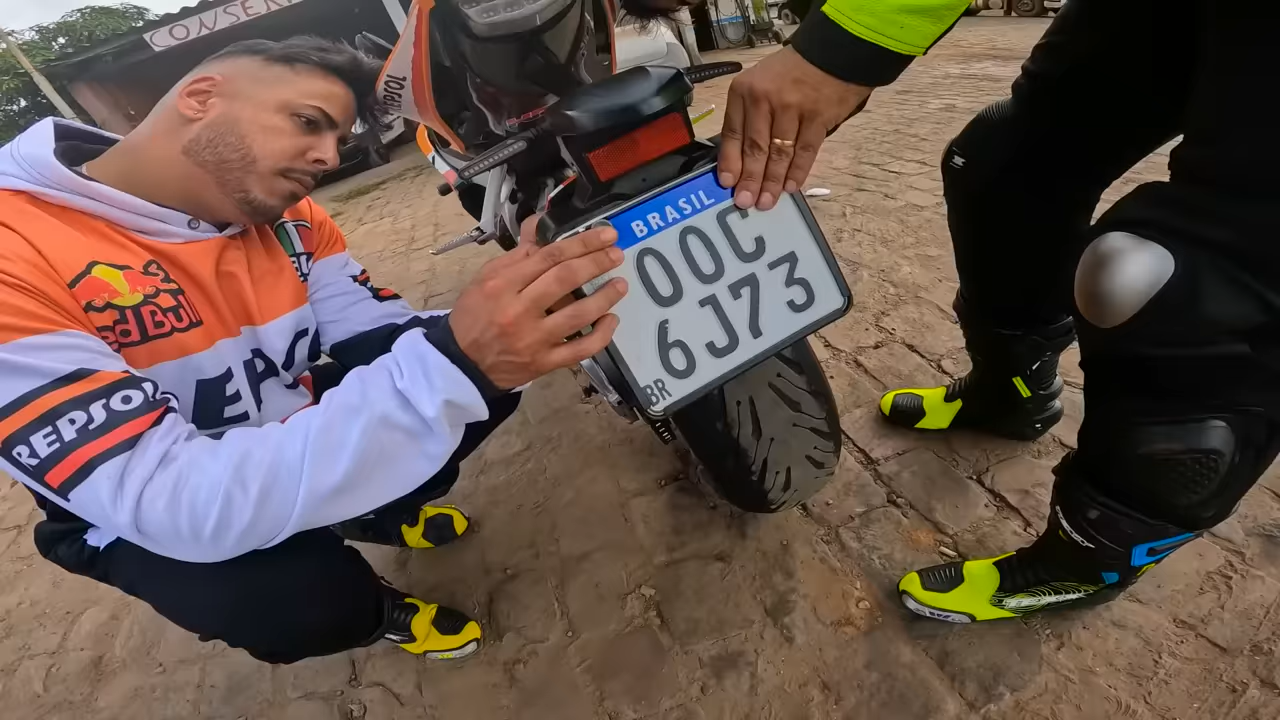 CONSER
REPSOL
BRASIL
OOC
6J73
BR
Red Bull
REPSOL